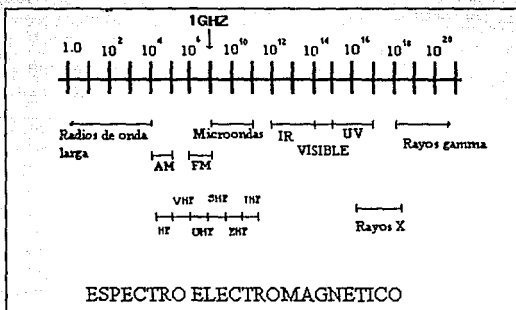 1GHZ
1.0 10² 10⁴ 10⁶ 10¹⁰ 10¹² 10¹⁴ 10¹⁶ 10¹⁸ 10²⁰
Radios de onda larga
Microondas
IR
UV
VISIBLE
Rayos gamma
AM
FM
VHF SHF THF
HF UHF EHF
Rayos X
ESPECTRO ELECTROMAGNETICO